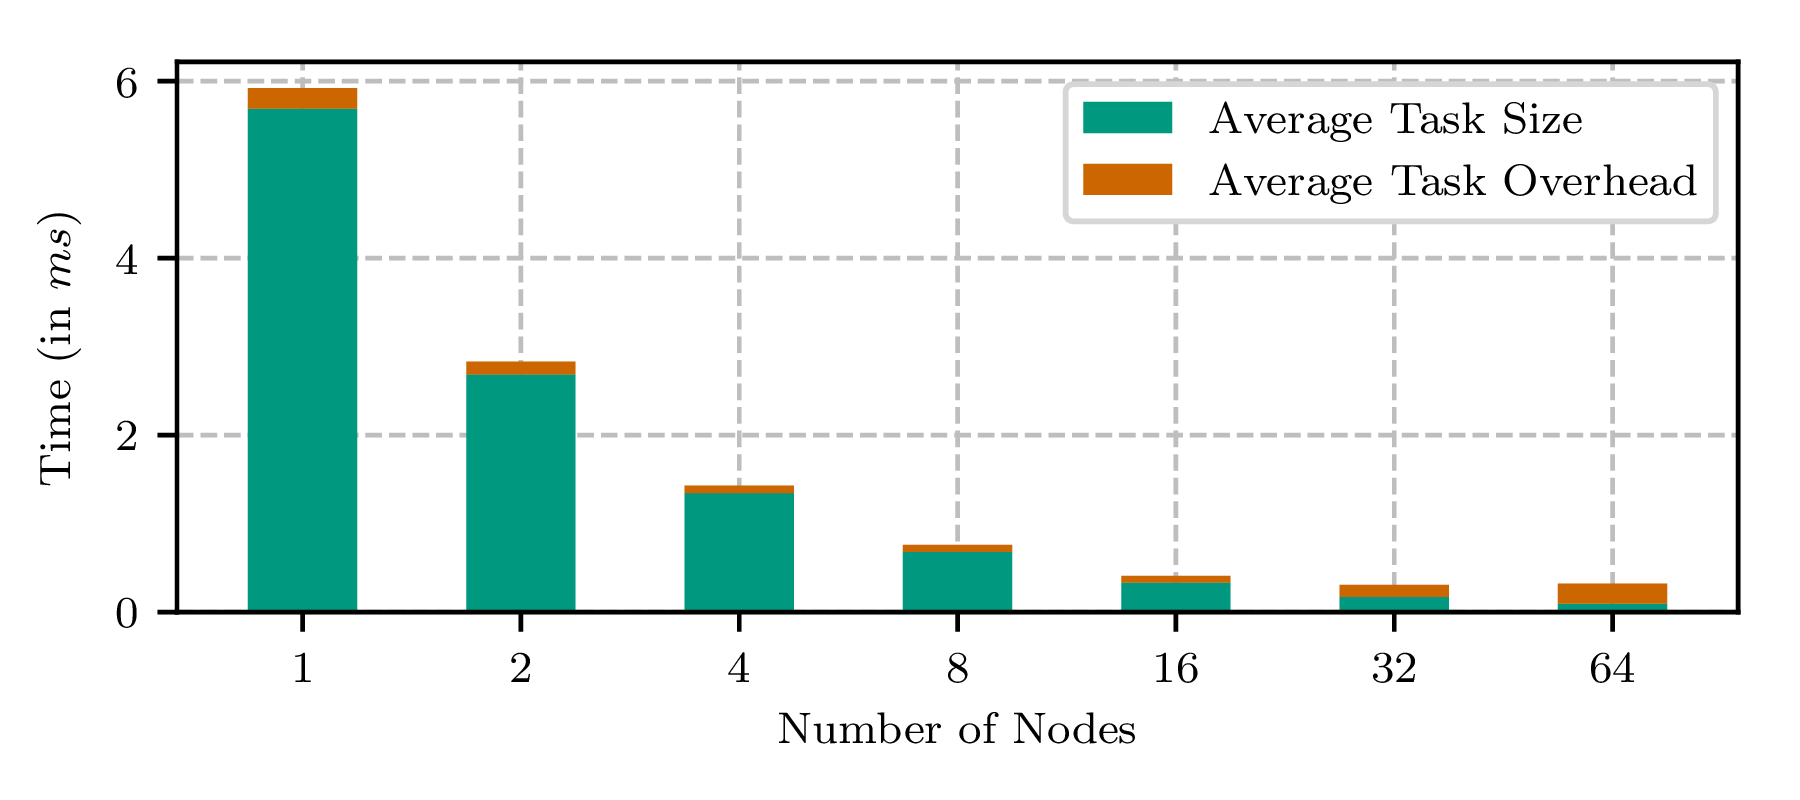 Time (in ms)
6
4
2
0
Average Task Size
Average Task Overhead
1 2 4 8 16 32 64
Number of Nodes